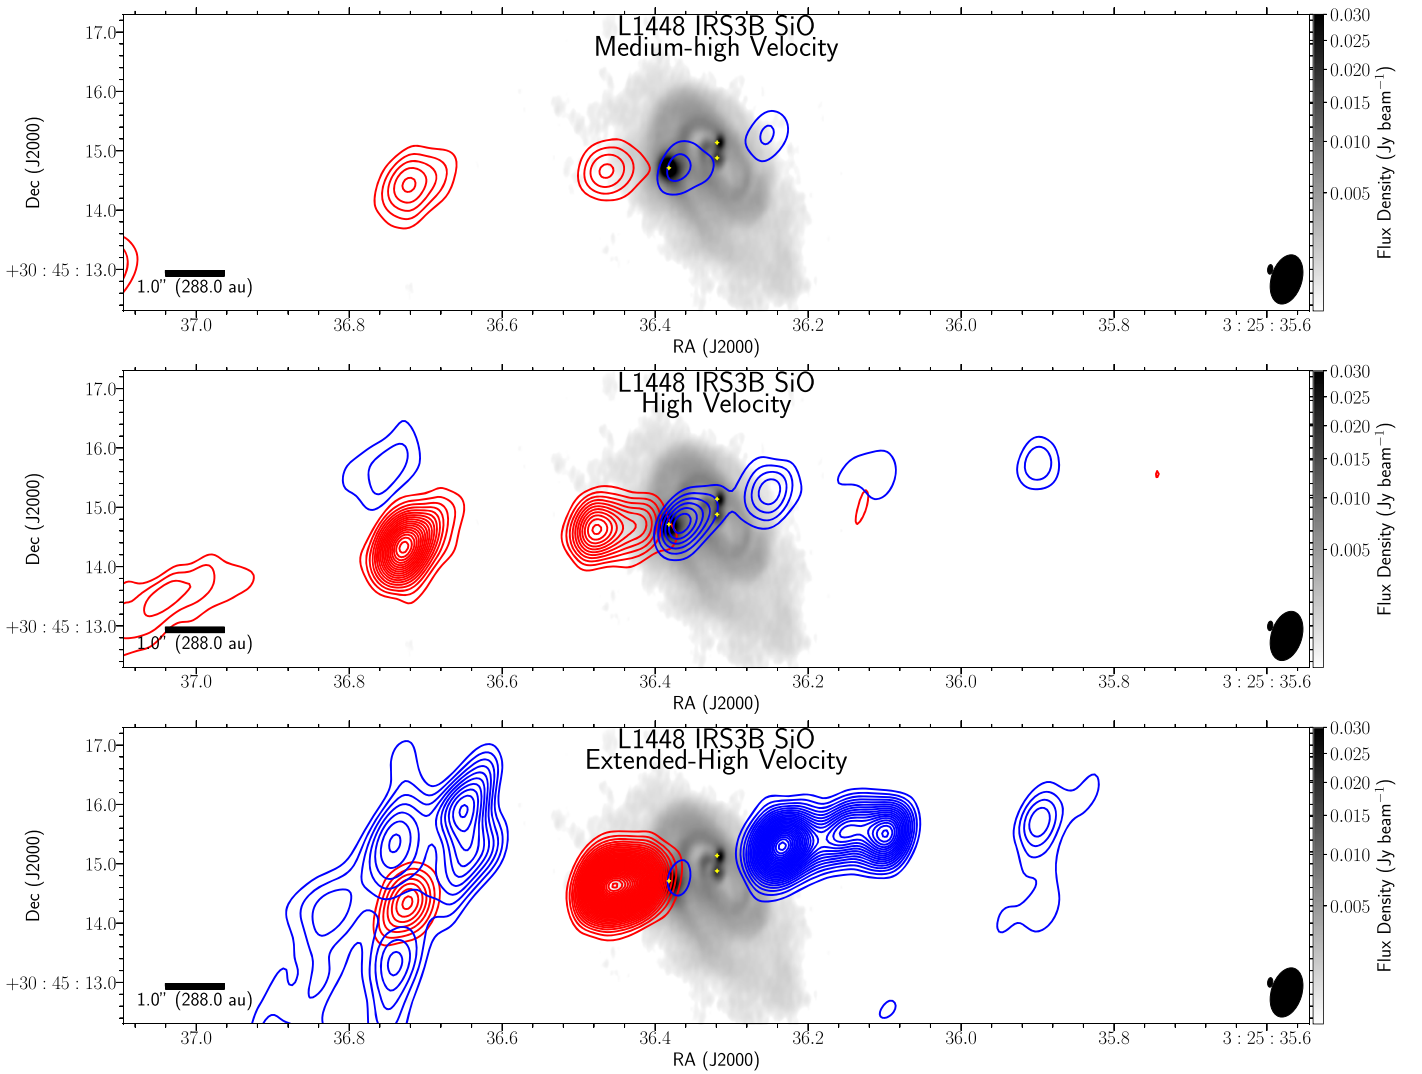 L1448 IRS3B SiO
Medium-high Velocity
17.0
16.0
15.0
14.0
+30 : 45 : 13.0
Dec (J2000)
1.0" (288.0 au)
37.0 36.8 36.6 36.4 36.2 36.0 35.8 3 : 25 : 35.6
RA (J2000)
0.030
0.025
0.020
0.015
0.010
0.005
Flux Density (Jy beam⁻¹)
L1448 IRS3B SiO
High Velocity
17.0
16.0
15.0
14.0
+30 : 45 : 13.0
Dec (J2000)
1.0" (288.0 au)
37.0 36.8 36.6 36.4 36.2 36.0 35.8 3 : 25 : 35.6
RA (J2000)
0.030
0.025
0.020
0.015
0.010
0.005
Flux Density (Jy beam⁻¹)
L1448 IRS3B SiO
Extended-High Velocity
17.0
16.0
15.0
14.0
+30 : 45 : 13.0
Dec (J2000)
1.0" (288.0 au)
37.0 36.8 36.6 36.4 36.2 36.0 35.8 3 : 25 : 35.6
RA (J2000)
0.030
0.025
0.020
0.015
0.010
0.005
Flux Density (Jy beam⁻¹)